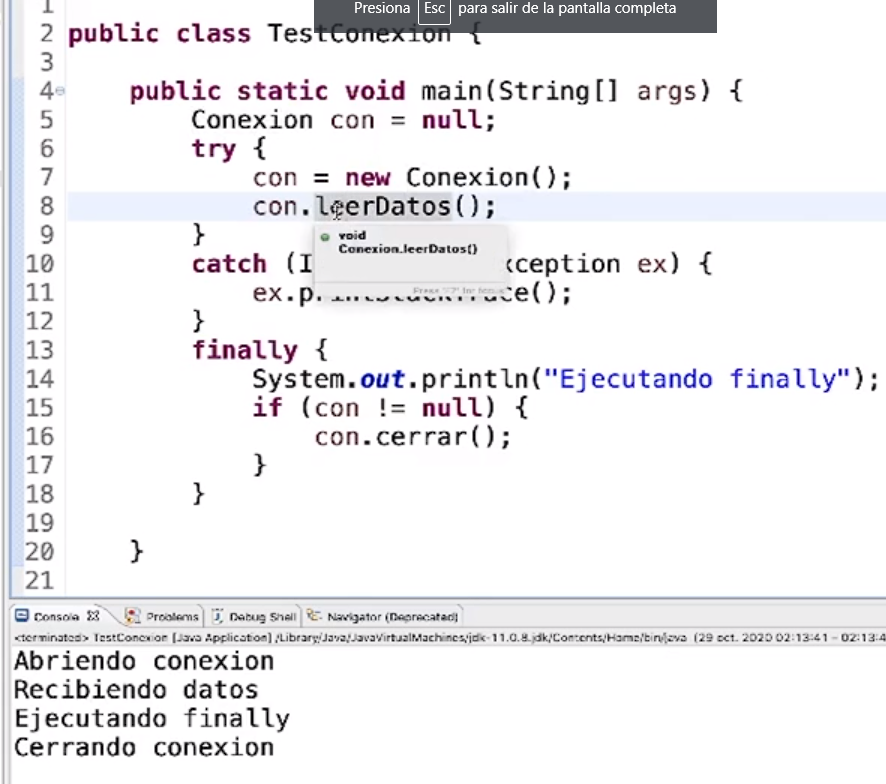 Presiona Esc para salir de la pantalla completa
1
2 public class TestConexion {
3
4 public static void main(String[] args) {
5 Conexion con = null;
6 try {
7 con = new Conexion();
8 con.leerDatos();
9 }
void
Conexion.leerDatos()
10 catch (I xception ex) {
11 ex.p ce();
Press 'F2' for focus
12 }
13 finally {
14 System.out.println("Ejecutando finally");
15 if (con != null) {
16 con.cerrar();
17 }
18 }
19
20 }
21
Console Problems Debug Shell Navigator (Deprecated)
<terminated> TestConexion [Java Application] /Library/Java/JavaVirtualMachines/jdk-11.0.8.jdk/Contents/Home/bin/java (29 oct. 2020 02:13:41 – 02:13:4
Abriendo conexion
Recibiendo datos
Ejecutando finally
Cerrando conexion